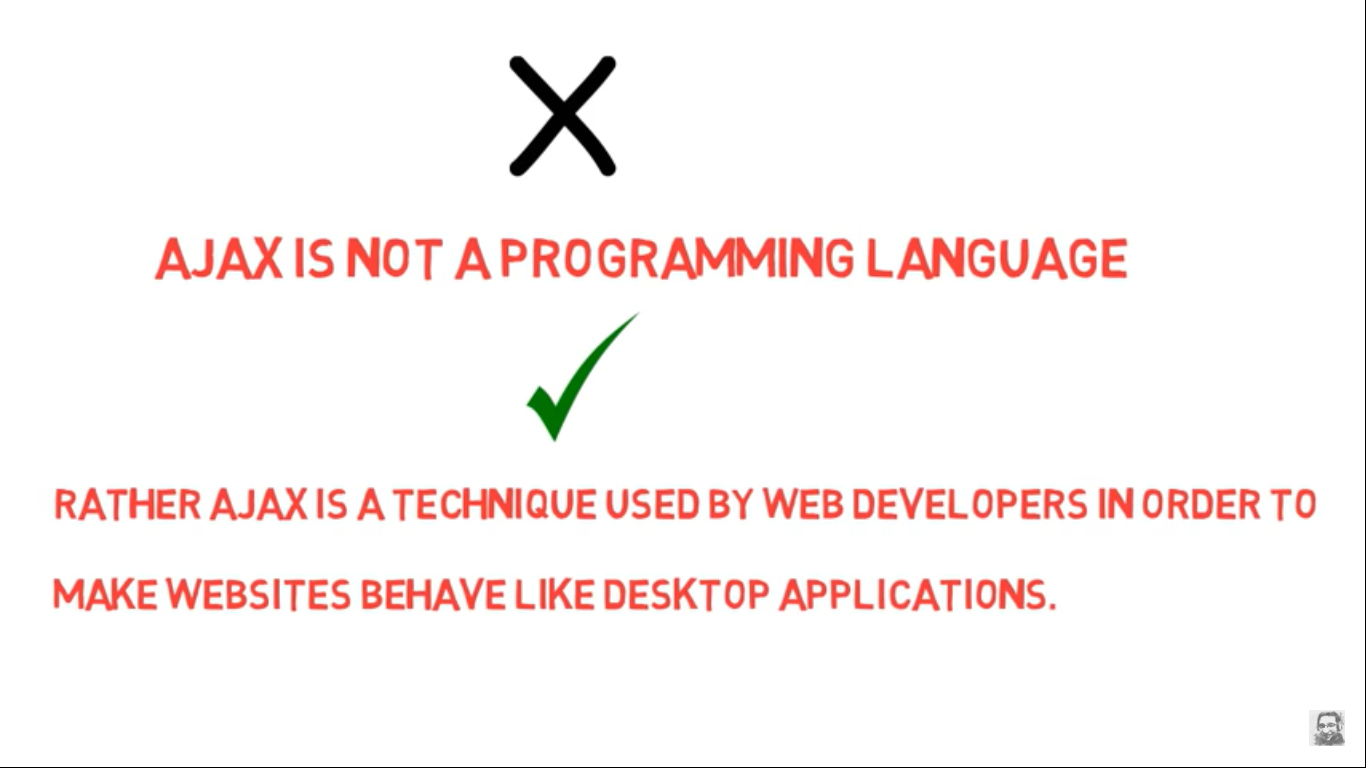 AJAX IS NOT A PROGRAMMING LANGUAGE
RATHER AJAX IS A TECHNIQUE USED BY WEB DEVELOPERS IN ORDER TO
MAKE WEBSITES BEHAVE LIKE DESKTOP APPLICATIONS.